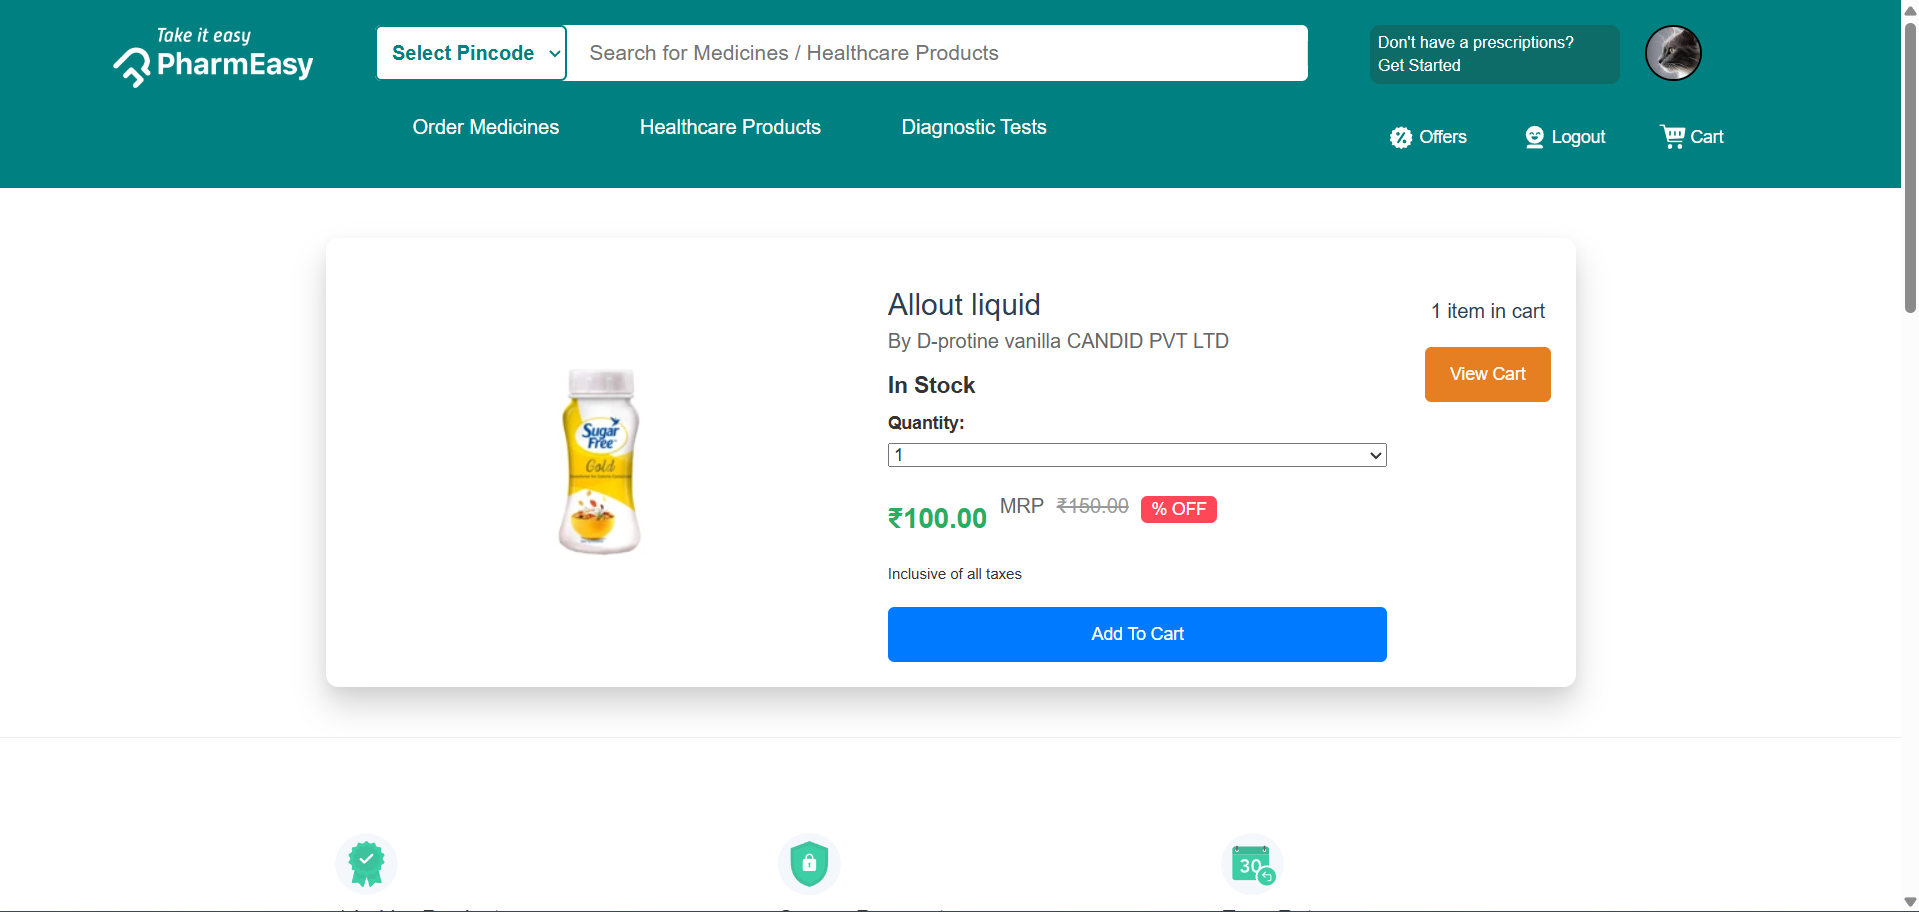 Take it easy
PharmEasy
Select Pincode
Search for Medicines / Healthcare Products
Don't have a prescriptions?
Get Started
Order Medicines
Healthcare Products
Diagnostic Tests
Offers
Logout
Cart
Allout liquid
By D-protine vanilla CANDID PVT LTD
In Stock
Quantity:
1
₹100.00 MRP ₹150.00 % OFF
Inclusive of all taxes
Add To Cart
1 item in cart
View Cart
Sugar
Free
Gold
30